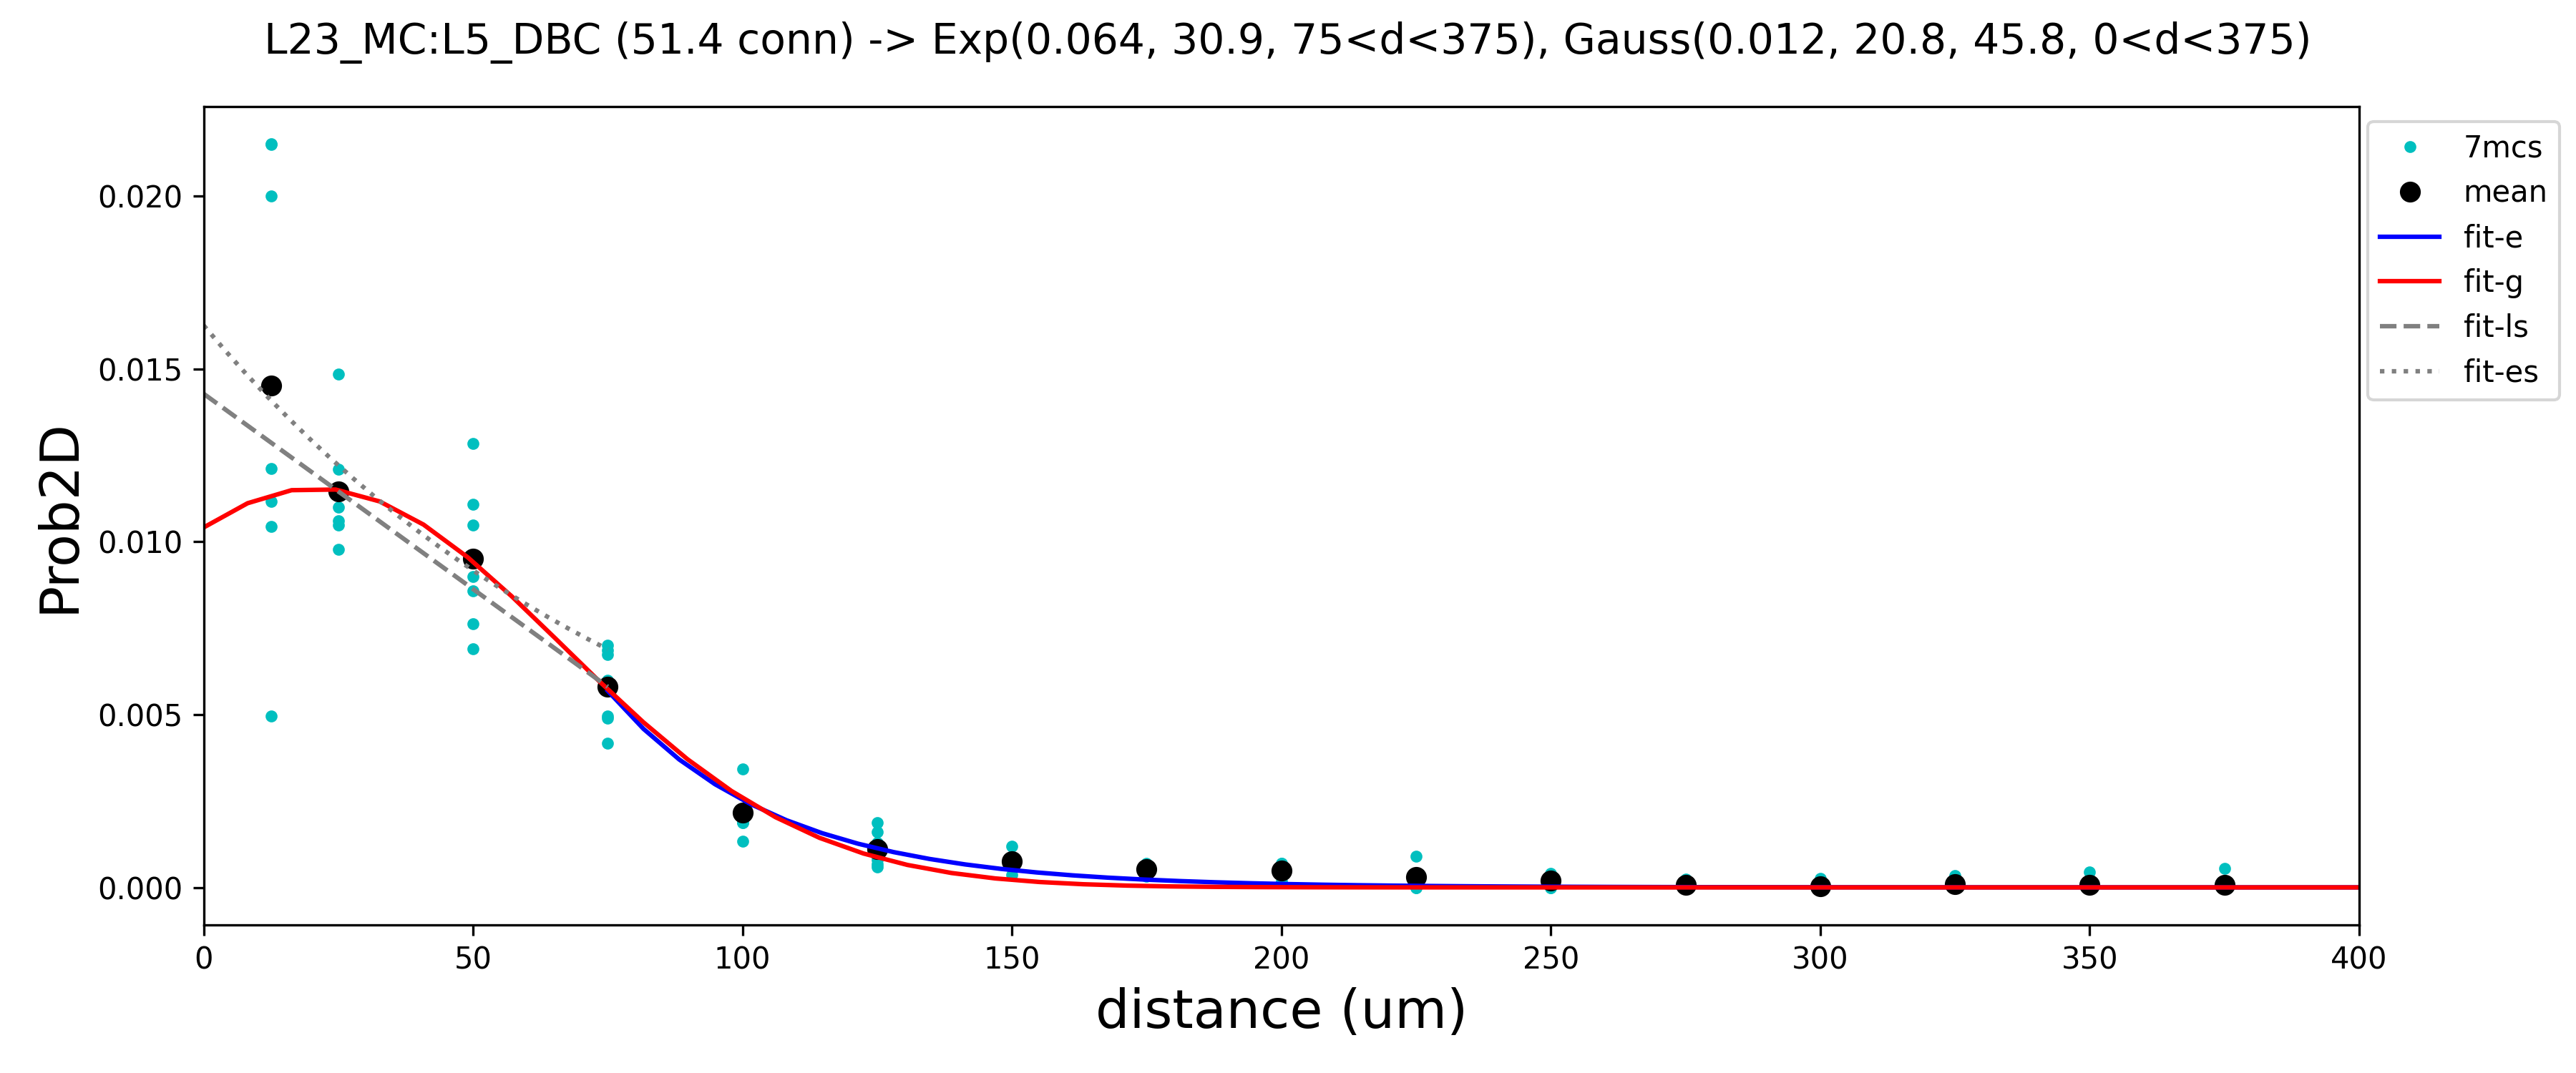 L23_MC:L5_DBC (51.4 conn) -> Exp(0.064, 30.9, 75<d<375), Gauss(0.012, 20.8, 45.8, 0<d<375)
7mcs
mean
fit-e
fit-g
fit-ls
fit-es
Prob2D
0.020
0.015
0.010
0.005
0.000
0 50 100 150 200 250 300 350 400
distance (um)